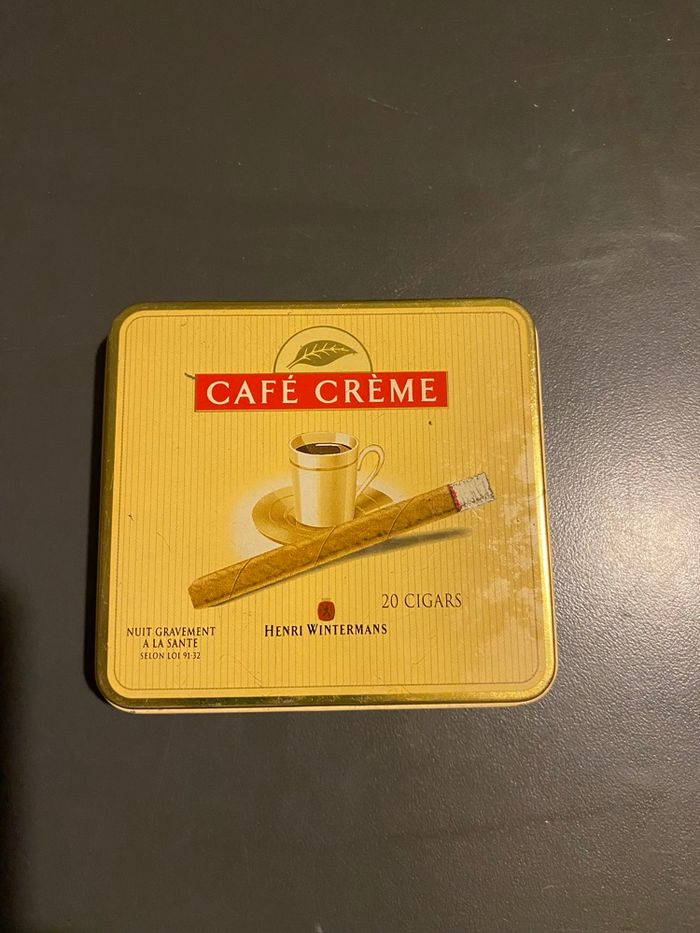 CAFÉ CRÈME
20 CIGARS
HENRI WINTERMANS
NUIT GRAVEMENT
A LA SANTE
SELON LOI 91-32